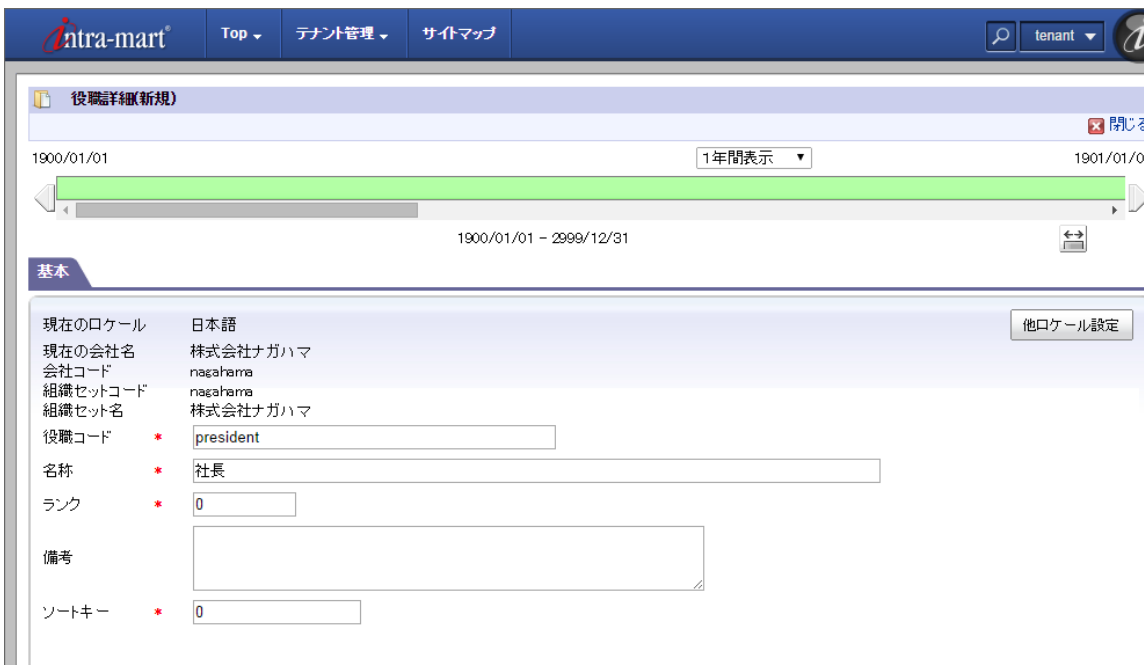 intra-mart® Top テナント管理 サイトマップ tenant
役職詳細(新規)
閉じる
1900/01/01 1年間表示 1901/01/0
1900/01/01 - 2999/12/31
基本
現在のロケール 日本語 他ロケール設定
現在の会社名 株式会社ナガハマ
会社コード nagahama
組織セットコード nagahama
組織セット名 株式会社ナガハマ
役職コード * president
名称 * 社長
ランク * 0
備考
ソートキー * 0